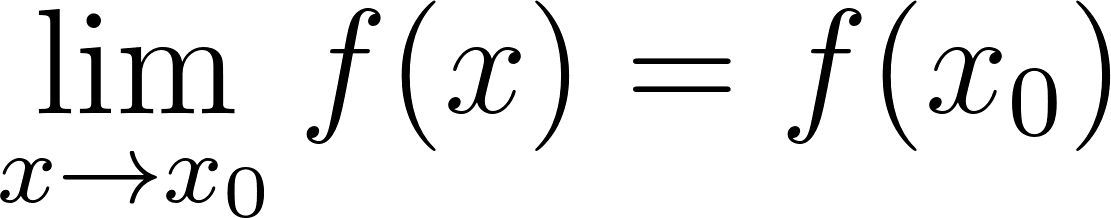 lim f(x) = f(x₀)
x→x₀